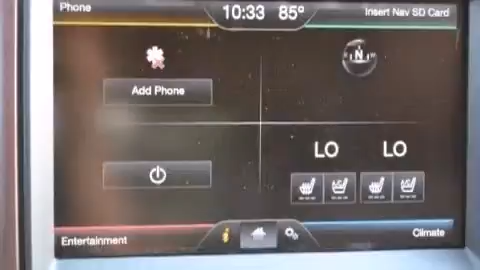 Phone
10:33 85°
Insert Nav SD Card
N
Add Phone
LO LO
Entertainment
Climate